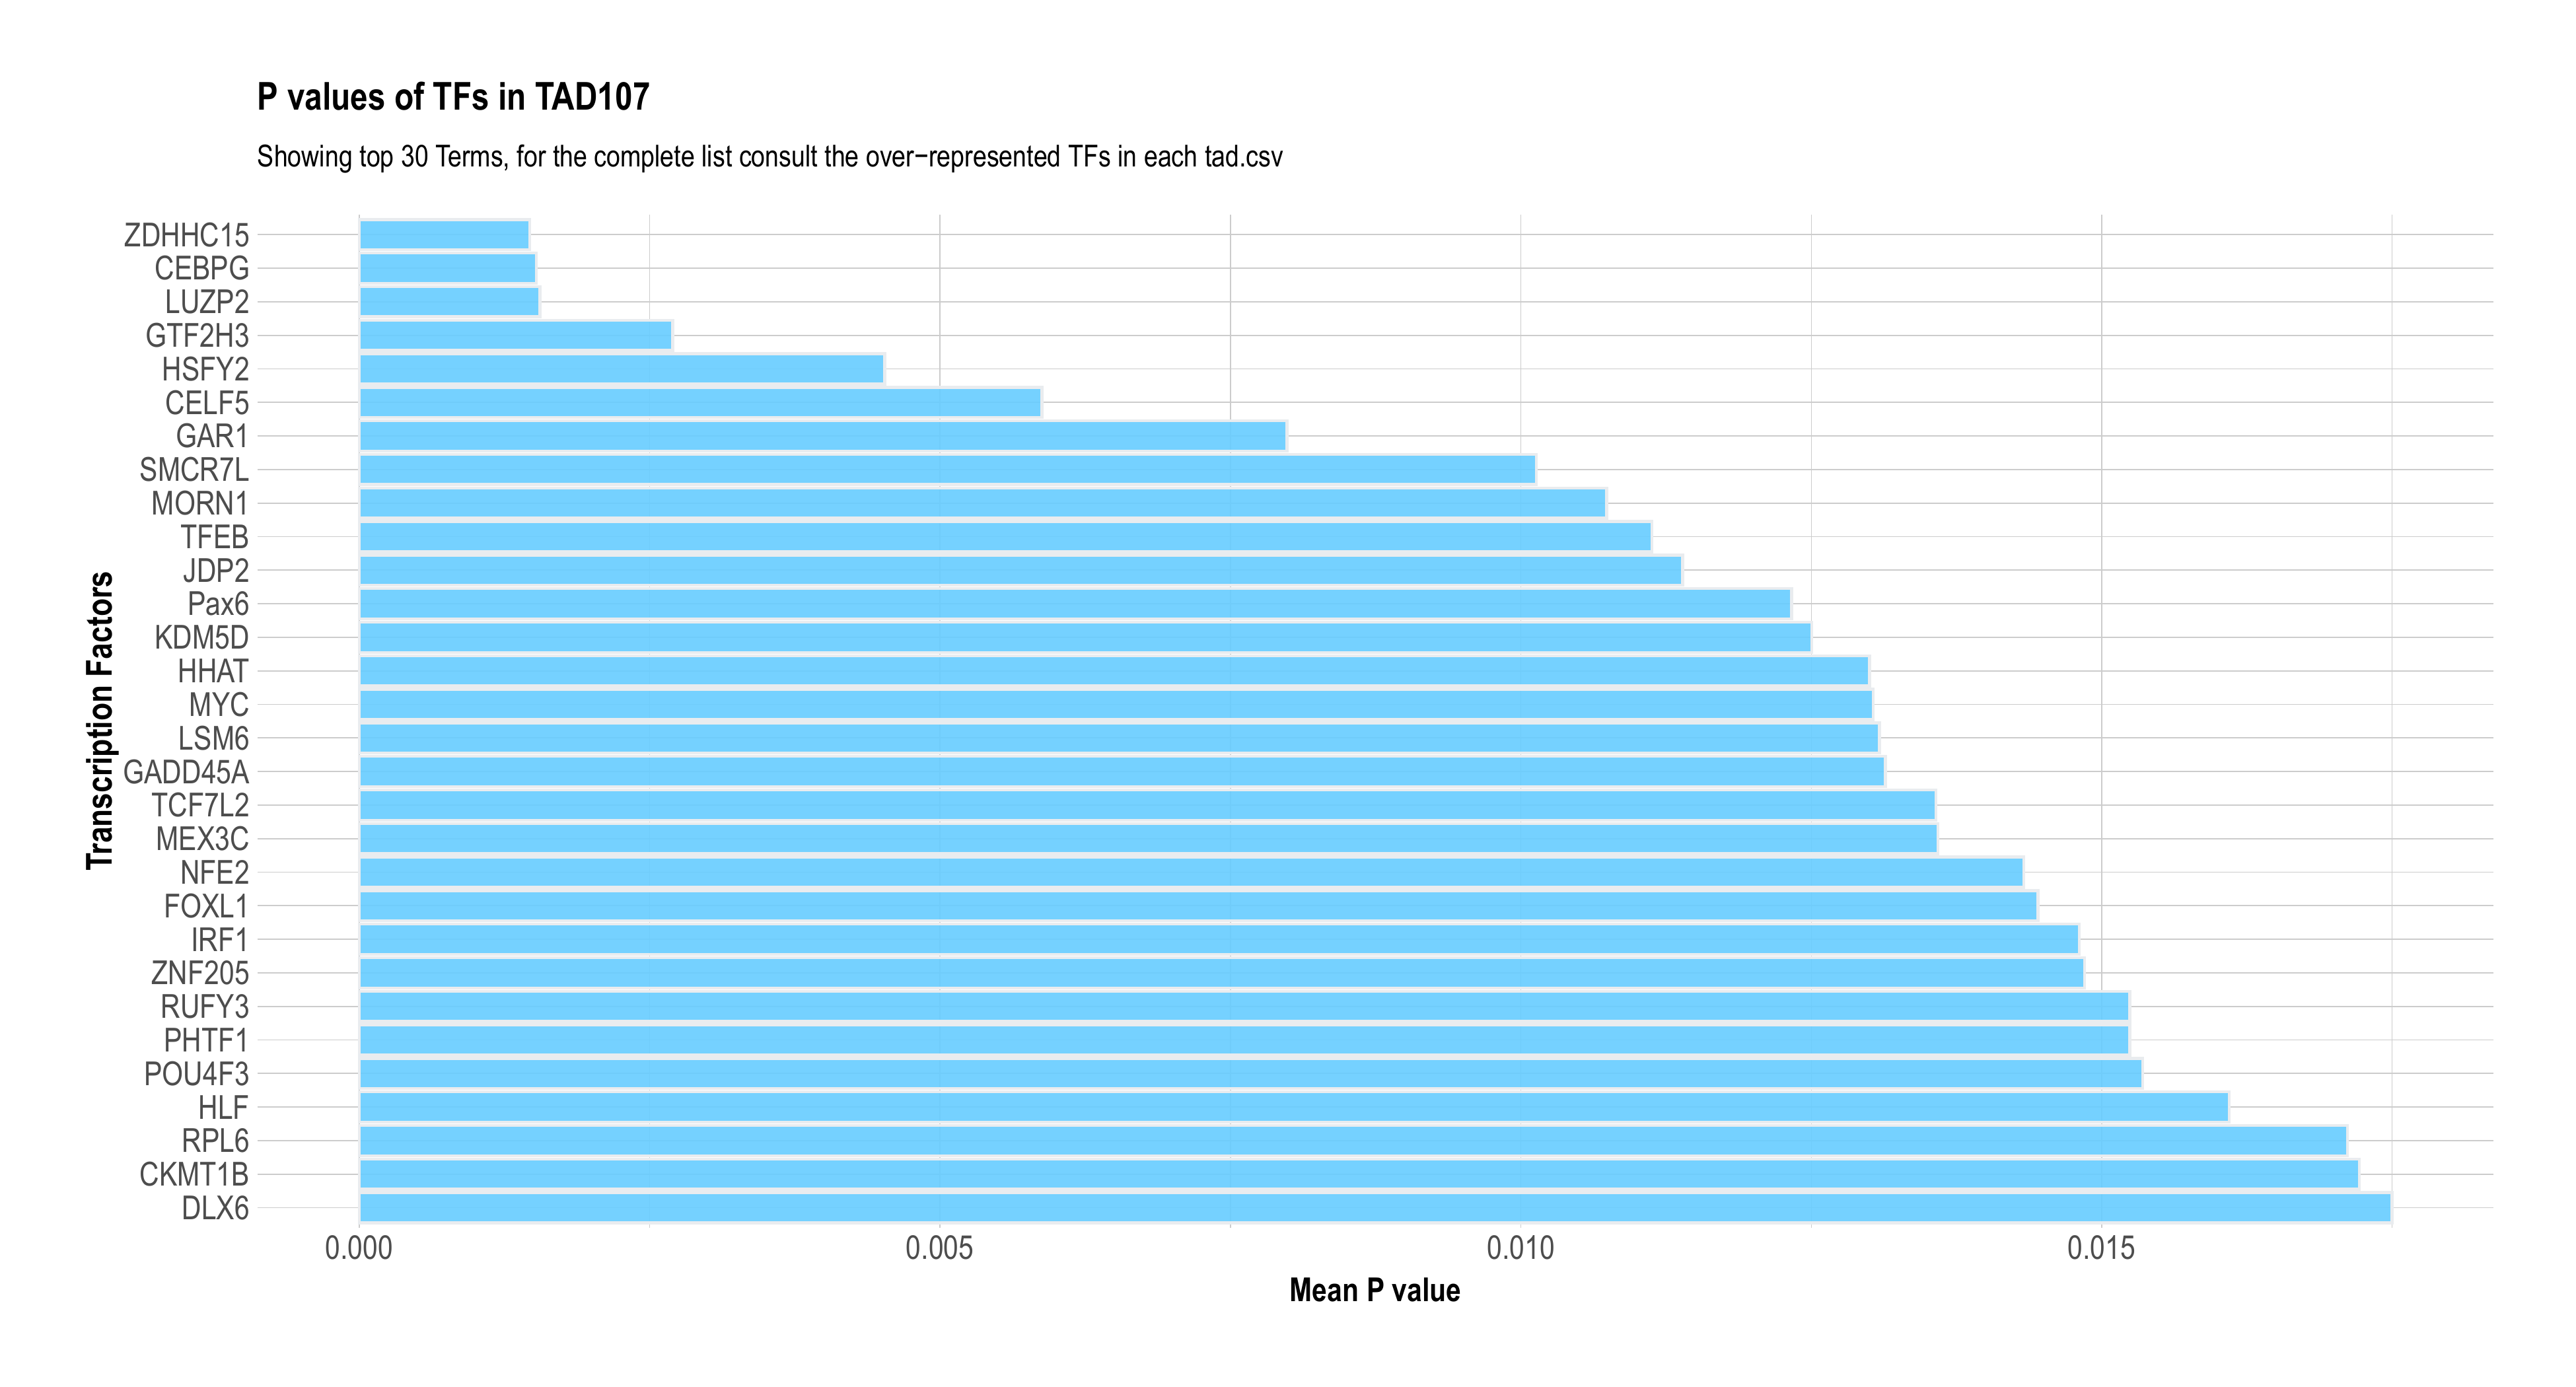 P values of TFs in TAD107
Showing top 30 Terms, for the complete list consult the over−represented TFs in each tad.csv
Transcription Factors
ZDHHC15
CEBPG
LUZP2
GTF2H3
HSFY2
CELF5
GAR1
SMCR7L
MORN1
TFEB
JDP2
Pax6
KDM5D
HHAT
MYC
LSM6
GADD45A
TCF7L2
MEX3C
NFE2
FOXL1
IRF1
ZNF205
RUFY3
PHTF1
POU4F3
HLF
RPL6
CKMT1B
DLX6
0.000 0.005 0.010 0.015
Mean P value